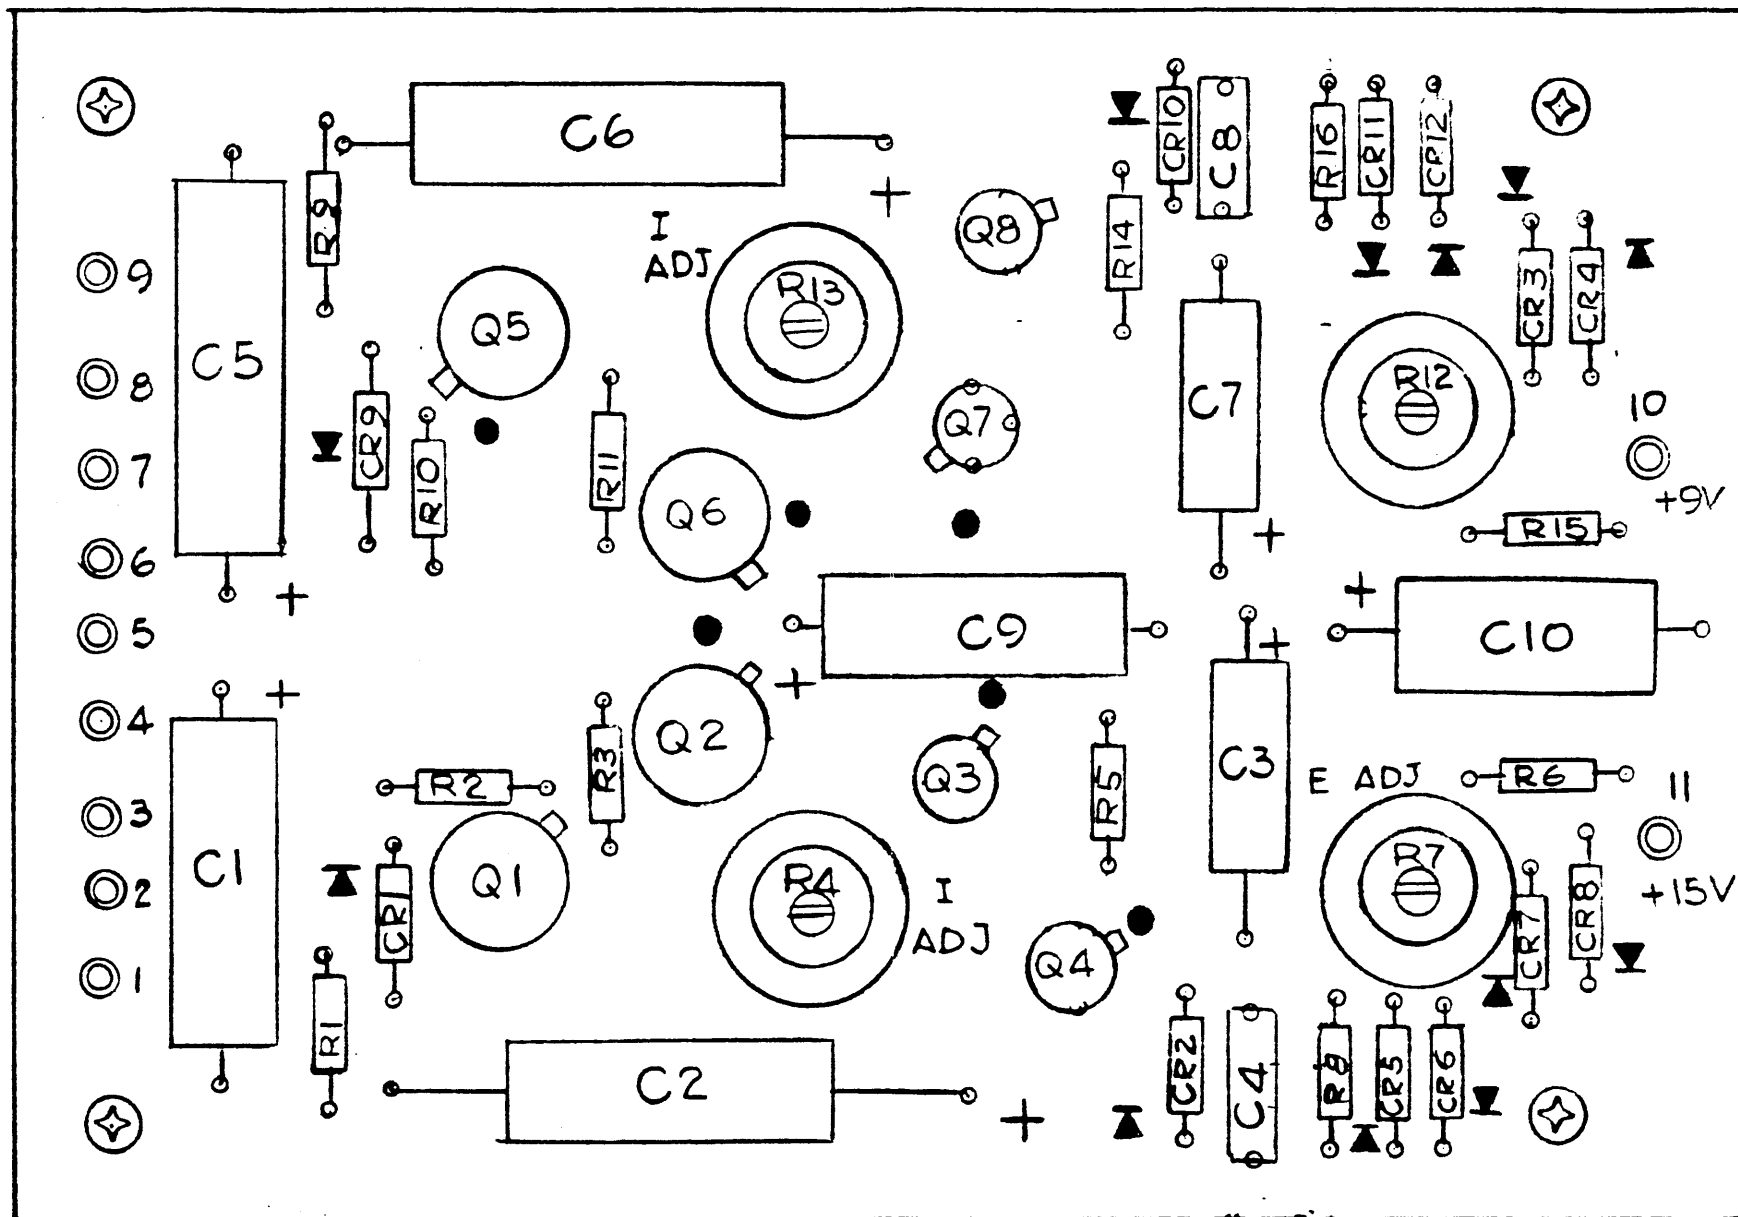 C6
CR10
C8
R16
CR11
CR12
R9
Q8
R14
I
ADJ
R13
9
Q5
CR3
CR4
C5
8
C7
R12
10
CR9
Q7
7
R10
R11
Q6
+9V
R15
6
+
+
+
+
+
5
C9
C10
+
+
4
Q2
R3
Q3
R5
C3
E ADJ
R6
11
R2
3
C1
2
Q1
CR1
R4
I
ADJ
R7
CR7
CR8
+15V
1
Q4
R1
C2
+
CR2
C4
R8
CR5
CR6